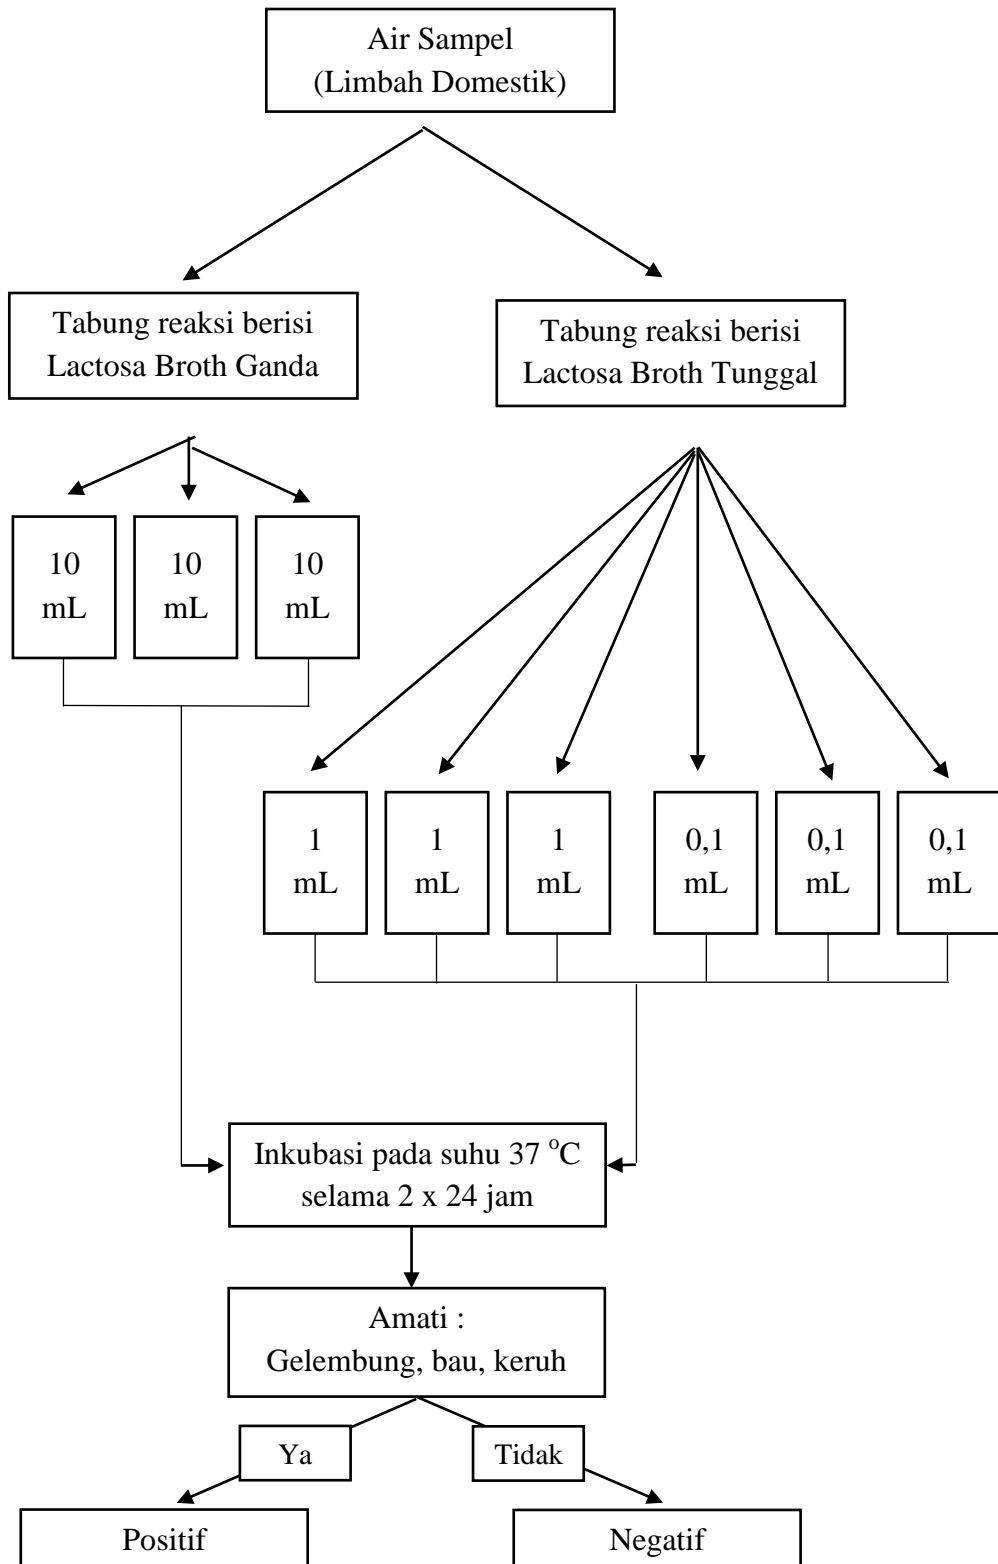 Air Sampel
(Limbah Domestik)
Tabung reaksi berisi
Lactosa Broth Ganda
Tabung reaksi berisi
Lactosa Broth Tunggal
10
mL
10
mL
10
mL
1
mL
1
mL
1
mL
0,1
mL
0,1
mL
0,1
mL
Inkubasi pada suhu 37 °C
selama 2 x 24 jam
Amati :
Gelembung, bau, keruh
Ya
Tidak
Positif
Negatif